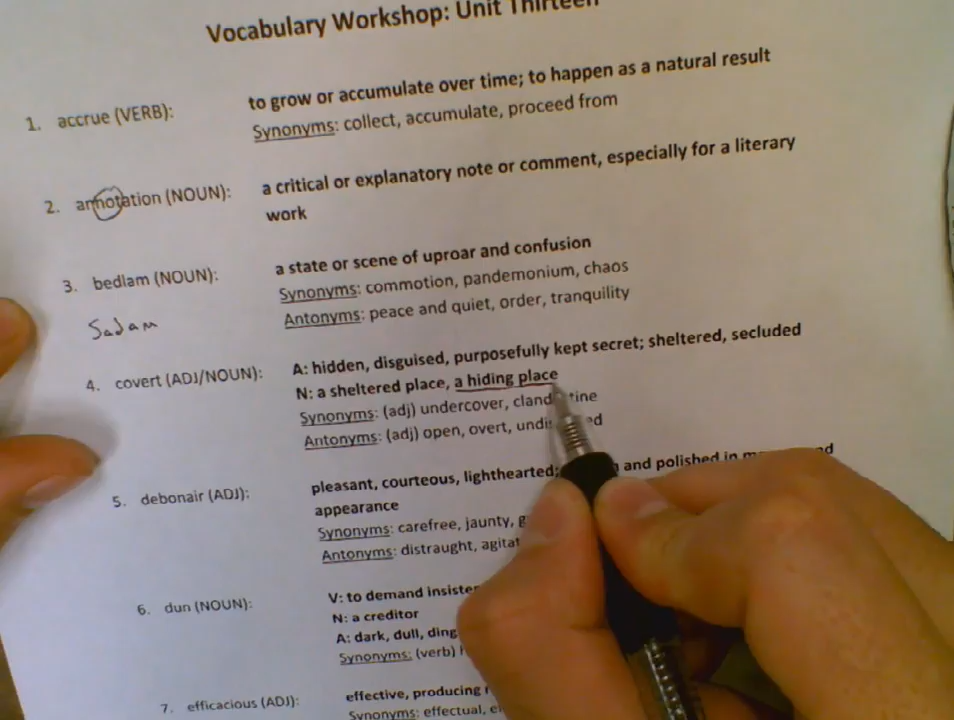 Vocabulary Workshop: Unit Thirteen
1. accrue (VERB): to grow or accumulate over time; to happen as a natural result
Synonyms: collect, accumulate, proceed from
2. annotation (NOUN): a critical or explanatory note or comment, especially for a literary
work
3. bedlam (NOUN): a state or scene of uproar and confusion
Synonyms: commotion, pandemonium, chaos
Antonyms: peace and quiet, order, tranquility
Sadam
4. covert (ADJ/NOUN): A: hidden, disguised, purposefully kept secret; sheltered, secluded
N: a sheltered place, a hiding place
Synonyms: (adj) undercover,
Antonyms: (adj) open, overt,
5. debonair (ADJ): pleasant, courteous, lighthearted; and polished in
appearance
Synonyms: carefree, jaunty,
Antonyms: distraught,
6. dun (NOUN): V: to demand
N: a creditor
A: dark, dull,
Synonyms: (verb)
7. efficacious (ADJ): effective, producing
Synonyms: effectual,